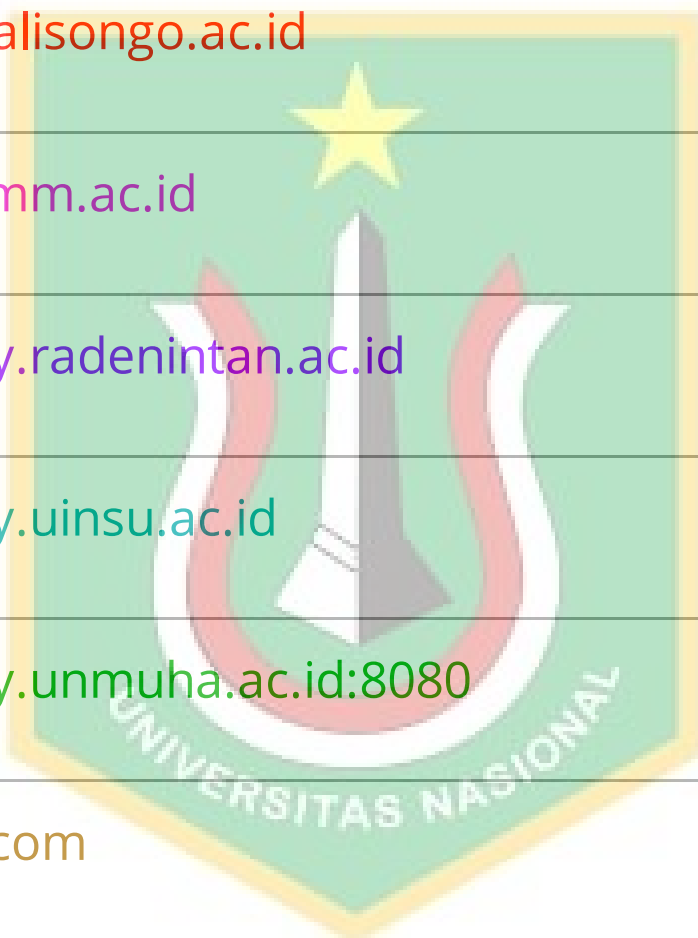 alisongo.ac.id
mm.ac.id
y.radenintan.ac.id
y.uinsu.ac.id
y.unmuha.ac.id:8080
UNIVERSITAS NASIONAL
com